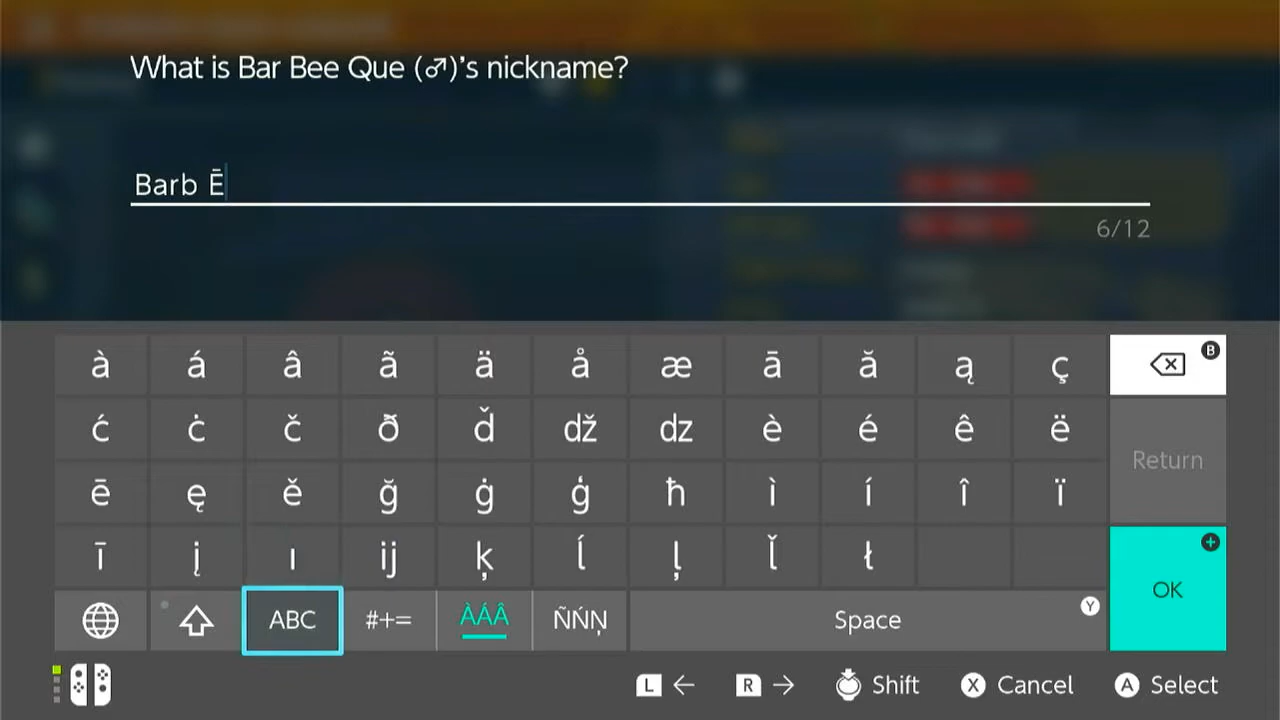 What is Bar Bee Que (♂)'s nickname?
Barb Ē
6/12
à á â ã ä å æ ā ă ą ç B
ć ċ č ð ď dž dz è é ê ë Return
ē ę ě ğ ġ ģ ħ ì í î ï
ī į ı ij ķ ĺ ļ ľ ł + OK
ABC #+= ÀÁÂ ÑŃŅ Space Y
L ← R → Shift X Cancel A Select